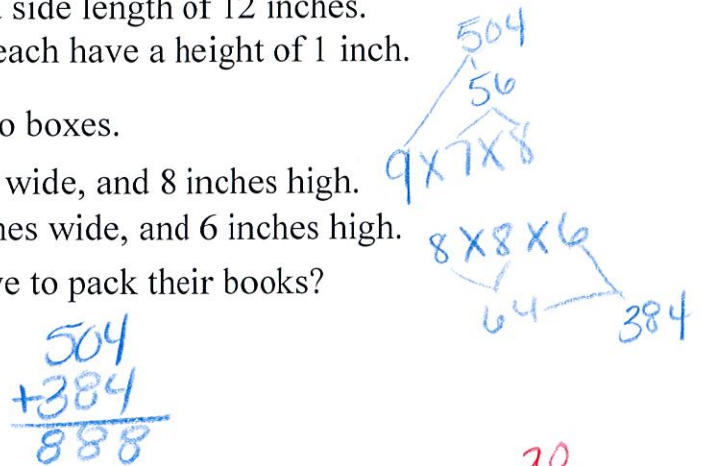 side length of 12 inches.
each have a height of 1 inch.
504
56
o boxes.
9x7x8
wide, and 8 inches high.
nes wide, and 6 inches high.
8x8x6
ve to pack their books?
64
384
504
+384
888
20